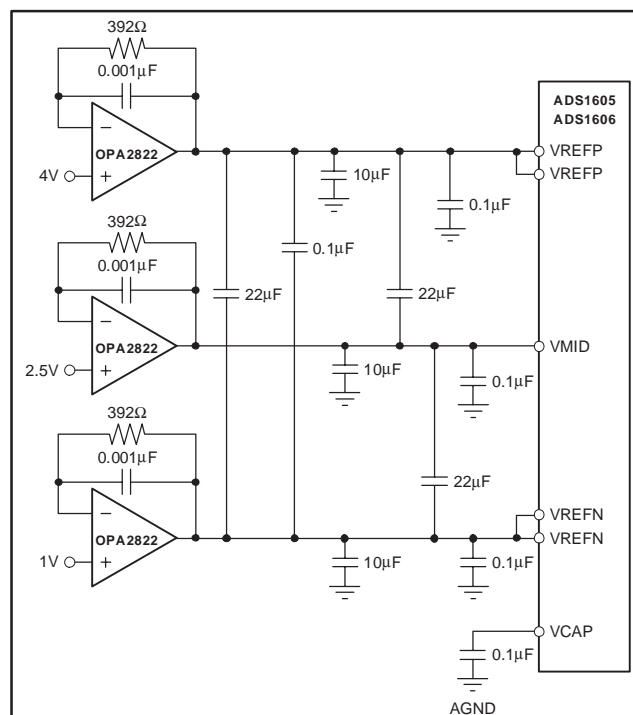 392Ω
0.001μF
ADS1605
ADS1606
OPA2822
VREFP
10μF
VREFP
4V
0.1μF
392Ω
0.1μF
0.001μF
22μF
22μF
OPA2822
VMID
2.5V
10μF
0.1μF
392Ω
0.001μF
22μF
VREFN
OPA2822
VREFN
1V
10μF
0.1μF
VCAP
0.1μF
AGND